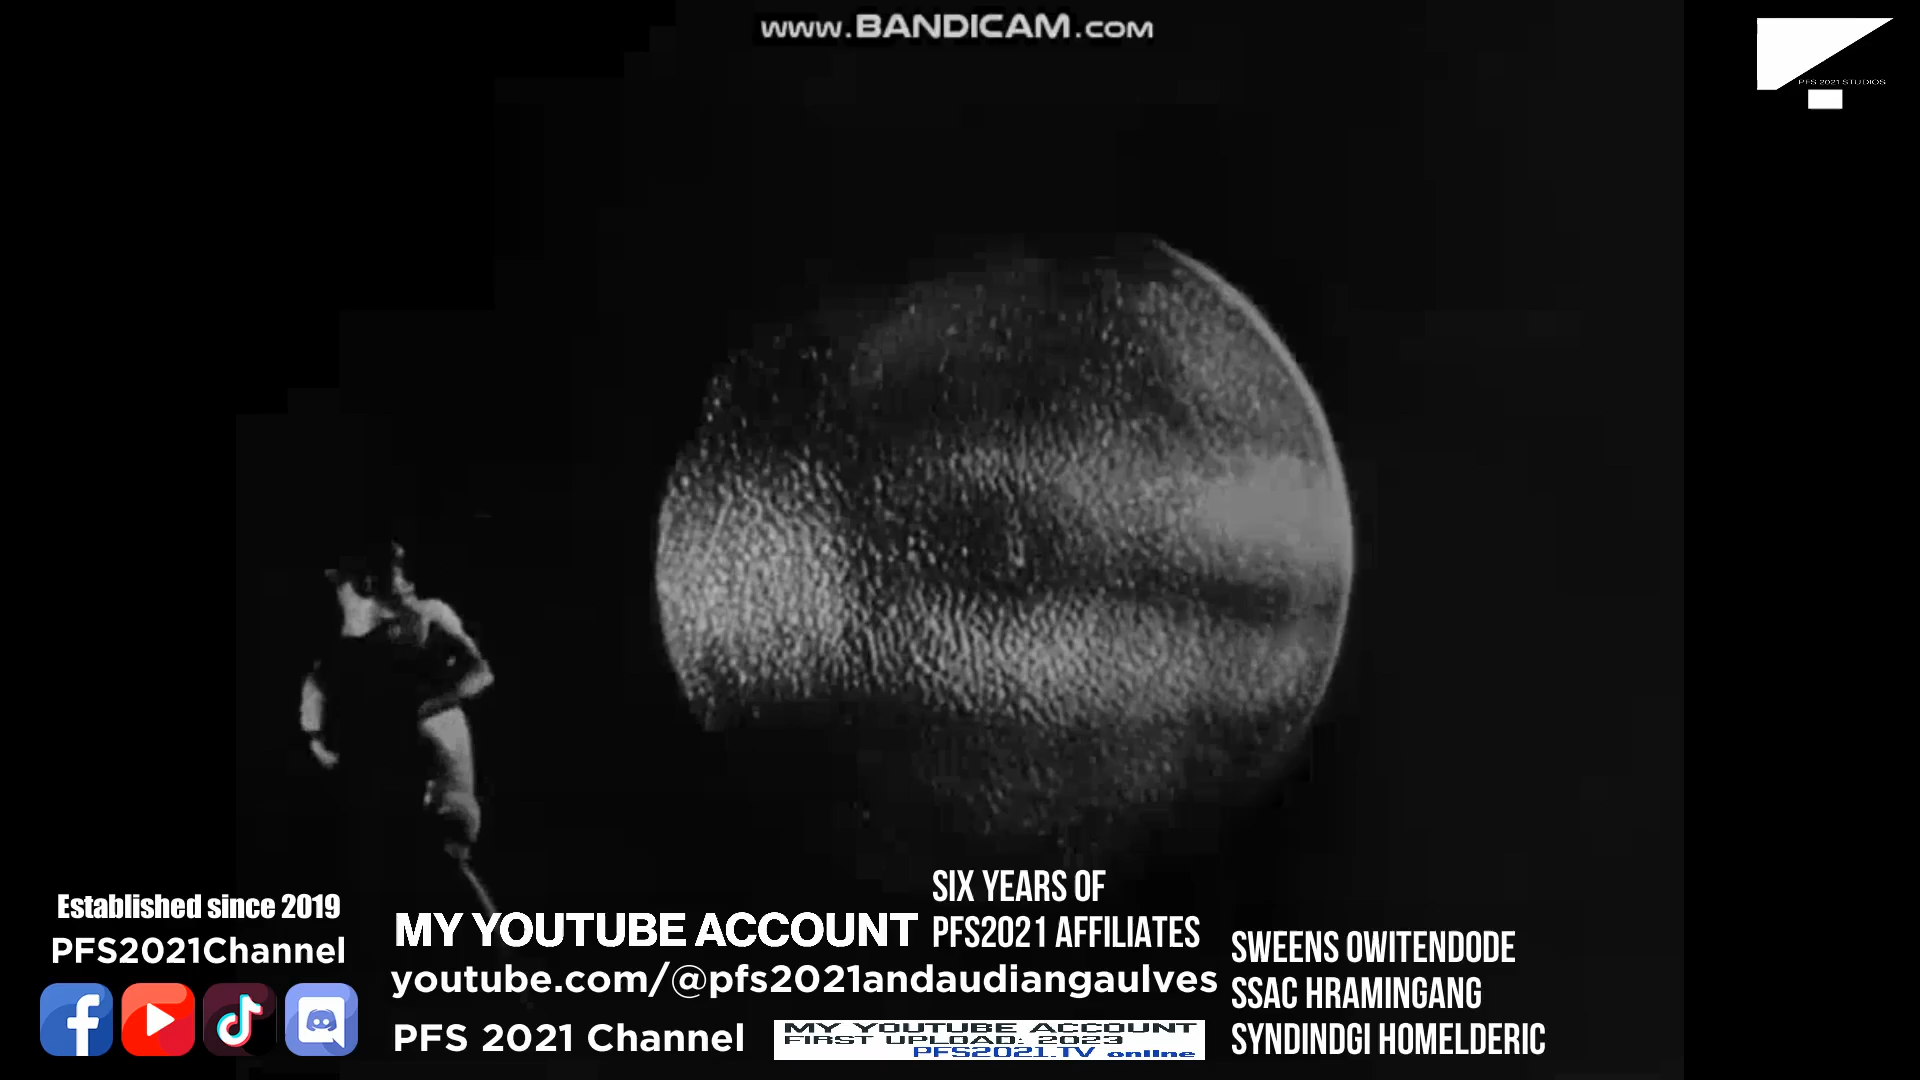 www.BANDICAM.COM
PFS 2021 STUDIOS
SIX YEARS OF
PFS2021 AFFILIATES
Established since 2019
PFS2021Channel
MY YOUTUBE ACCOUNT
youtube.com/@pfs2021andaudiangaulves
PFS 2021 Channel
MY YOUTUBE ACCOUNT
FIRST UPLOAD: 2023
PFS2021.TV online
SWEENS OWITENDODE
SSAC HRAMINGANG
SYNDINDGI HOMELDERIC